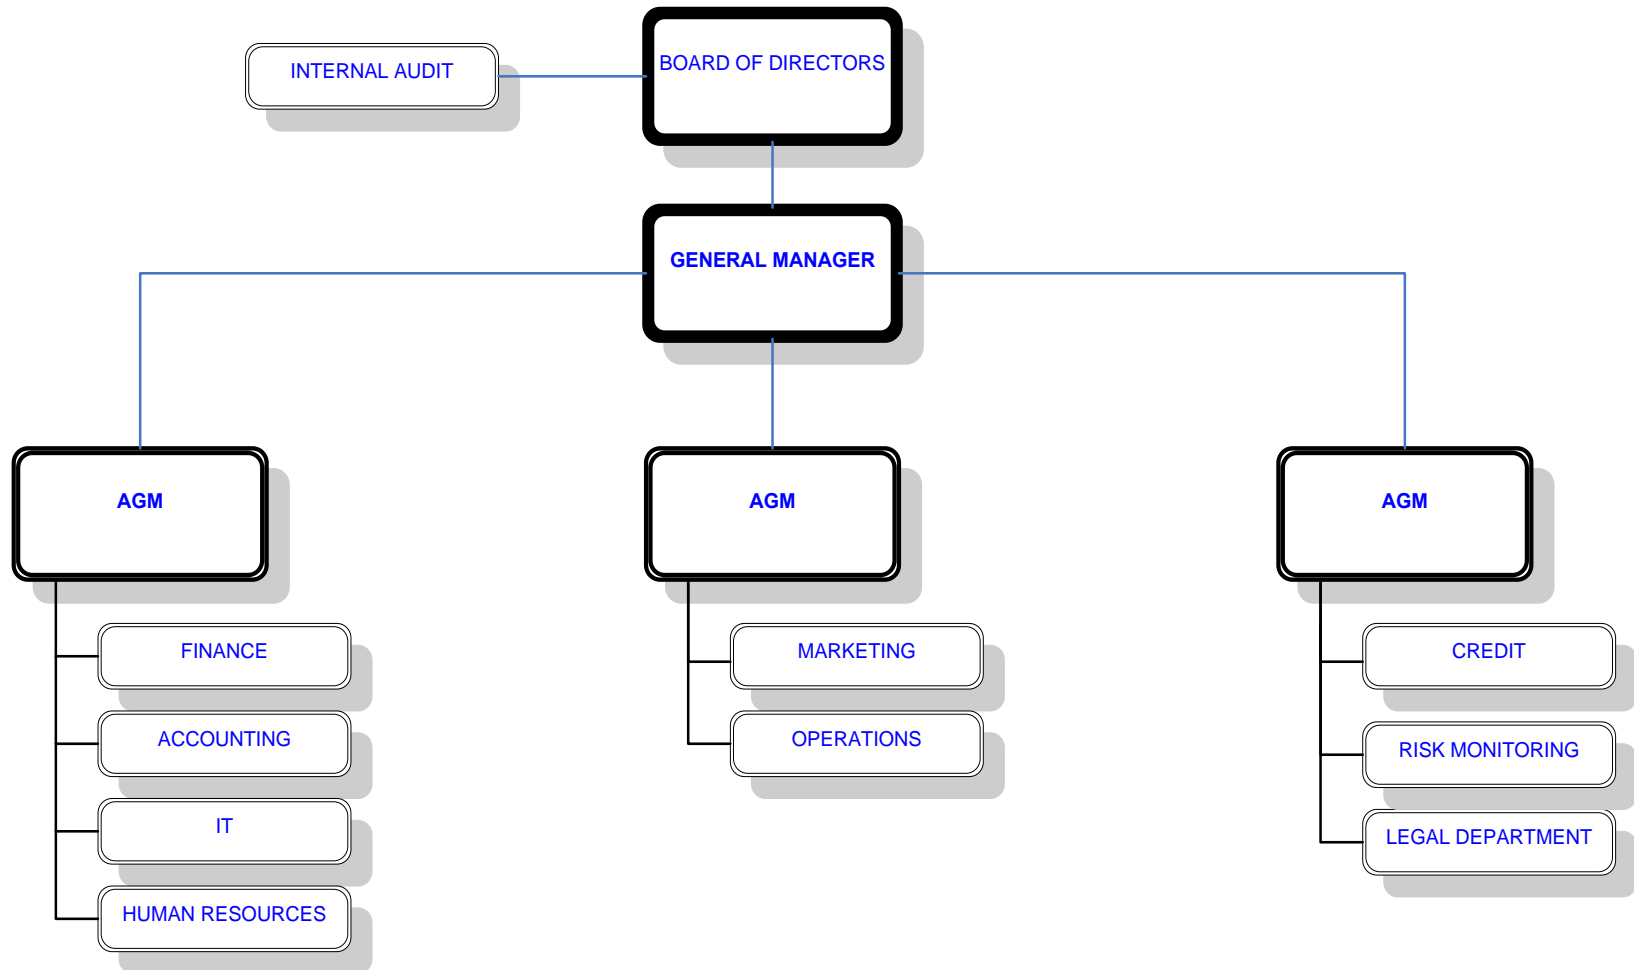 INTERNAL AUDIT
BOARD OF DIRECTORS
GENERAL MANAGER
AGM
FINANCE
ACCOUNTING
IT
HUMAN RESOURCES
AGM
MARKETING
OPERATIONS
AGM
CREDIT
RISK MONITORING
LEGAL DEPARTMENT